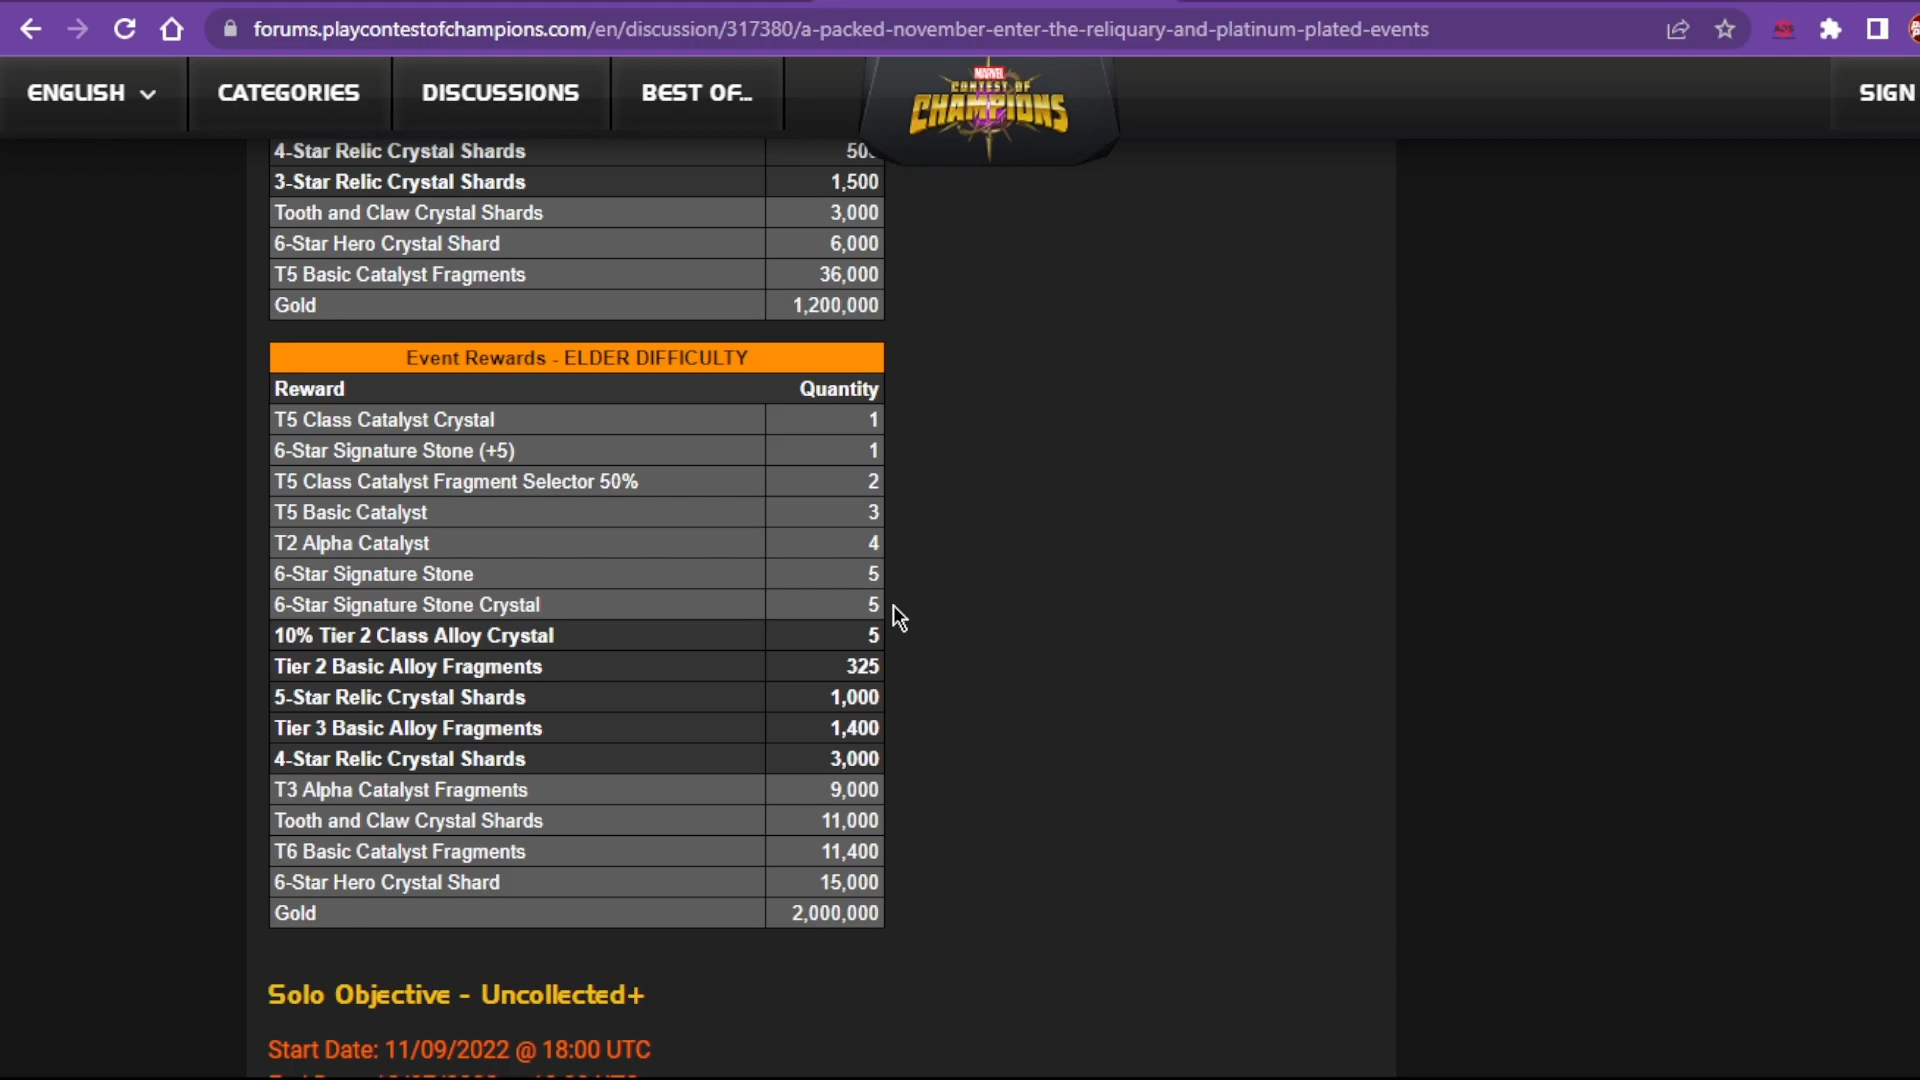 forums.playcontestofchampions.com/en/discussion/317380/a-packed-november-enter-the-reliquary-and-platinum-plated-events
ENGLISH CATEGORIES DISCUSSIONS BEST OF... MARVEL CONTEST OF CHAMPIONS SIGN
4-Star Relic Crystal Shards
3-Star Relic Crystal Shards 1,500
Tooth and Claw Crystal Shards 3,000
6-Star Hero Crystal Shard 6,000
T5 Basic Catalyst Fragments 36,000
Gold 1,200,000
Event Rewards - ELDER DIFFICULTY
Reward Quantity
T5 Class Catalyst Crystal 1
6-Star Signature Stone (+5) 1
T5 Class Catalyst Fragment Selector 50% 2
T5 Basic Catalyst 3
T2 Alpha Catalyst 4
6-Star Signature Stone 5
6-Star Signature Stone Crystal 5
10% Tier 2 Class Alloy Crystal 5
Tier 2 Basic Alloy Fragments 325
5-Star Relic Crystal Shards 1,000
Tier 3 Basic Alloy Fragments 1,400
4-Star Relic Crystal Shards 3,000
T3 Alpha Catalyst Fragments 9,000
Tooth and Claw Crystal Shards 11,000
T6 Basic Catalyst Fragments 11,400
6-Star Hero Crystal Shard 15,000
Gold 2,000,000
Solo Objective - Uncollected+
Start Date: 11/09/2022 @ 18:00 UTC